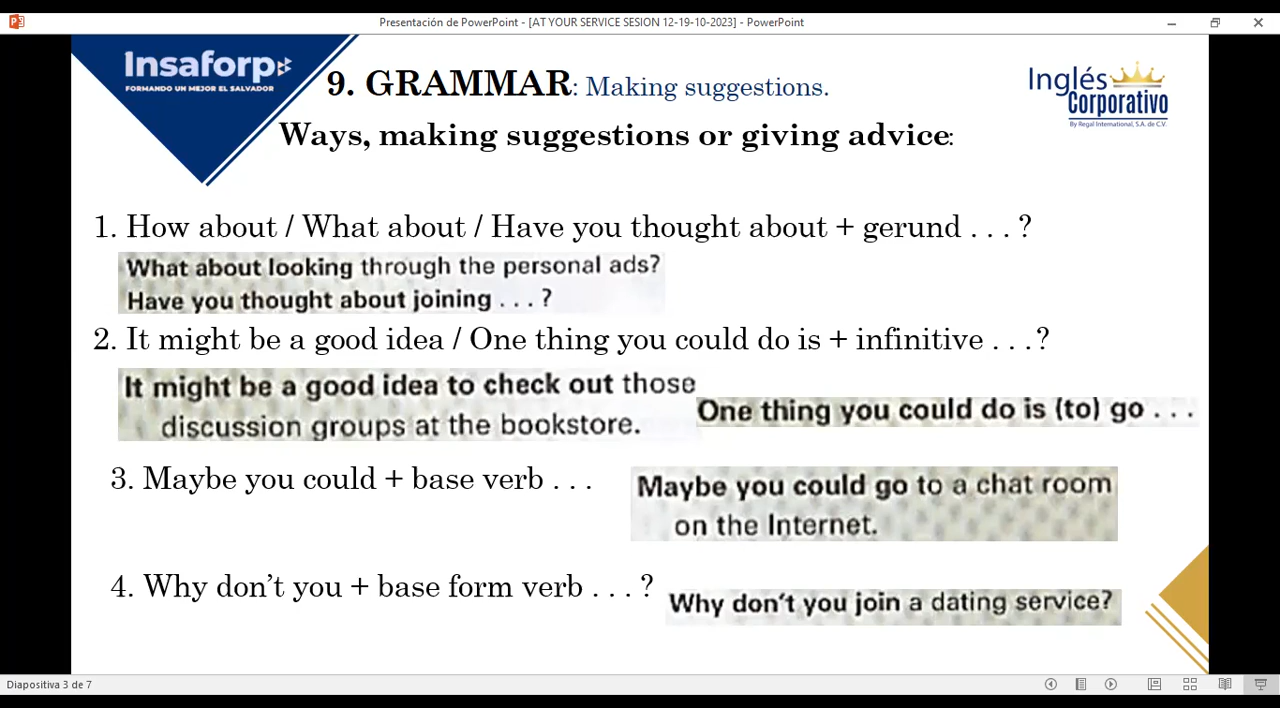 Presentación de PowerPoint - [AT YOUR SERVICE SESION 12-19-10-2023] - PowerPoint
Insaforp
FORMANDO UN MEJOR EL SALVADOR
9. GRAMMAR: Making suggestions.
Inglés
Corporativo
By Regal International, S.A. de C.V.
Ways, making suggestions or giving advice:
1. How about / What about / Have you thought about + gerund . . . ?
What about looking through the personal ads?
Have you thought about joining . . . ?
2. It might be a good idea / One thing you could do is + infinitive . . .?
It might be a good idea to check out those
discussion groups at the bookstore.
One thing you could do is (to) go . . .
3. Maybe you could + base verb . . .
Maybe you could go to a chat room
on the Internet.
4. Why don’t you + base form verb . . . ?
Why don't you join a dating service?
Diapositiva 3 de 7